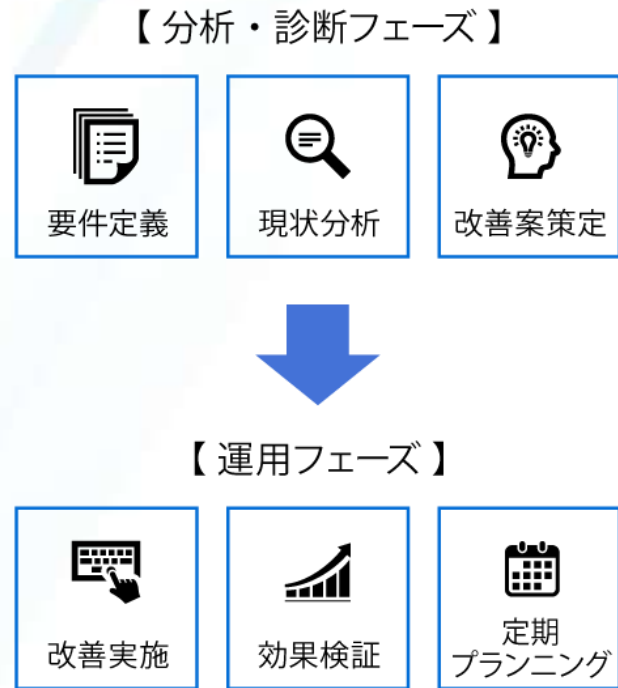 【 分析・診断フェーズ 】
要件定義
現状分析
改善案策定
【 運用フェーズ 】
改善実施
効果検証
定期
プランニング